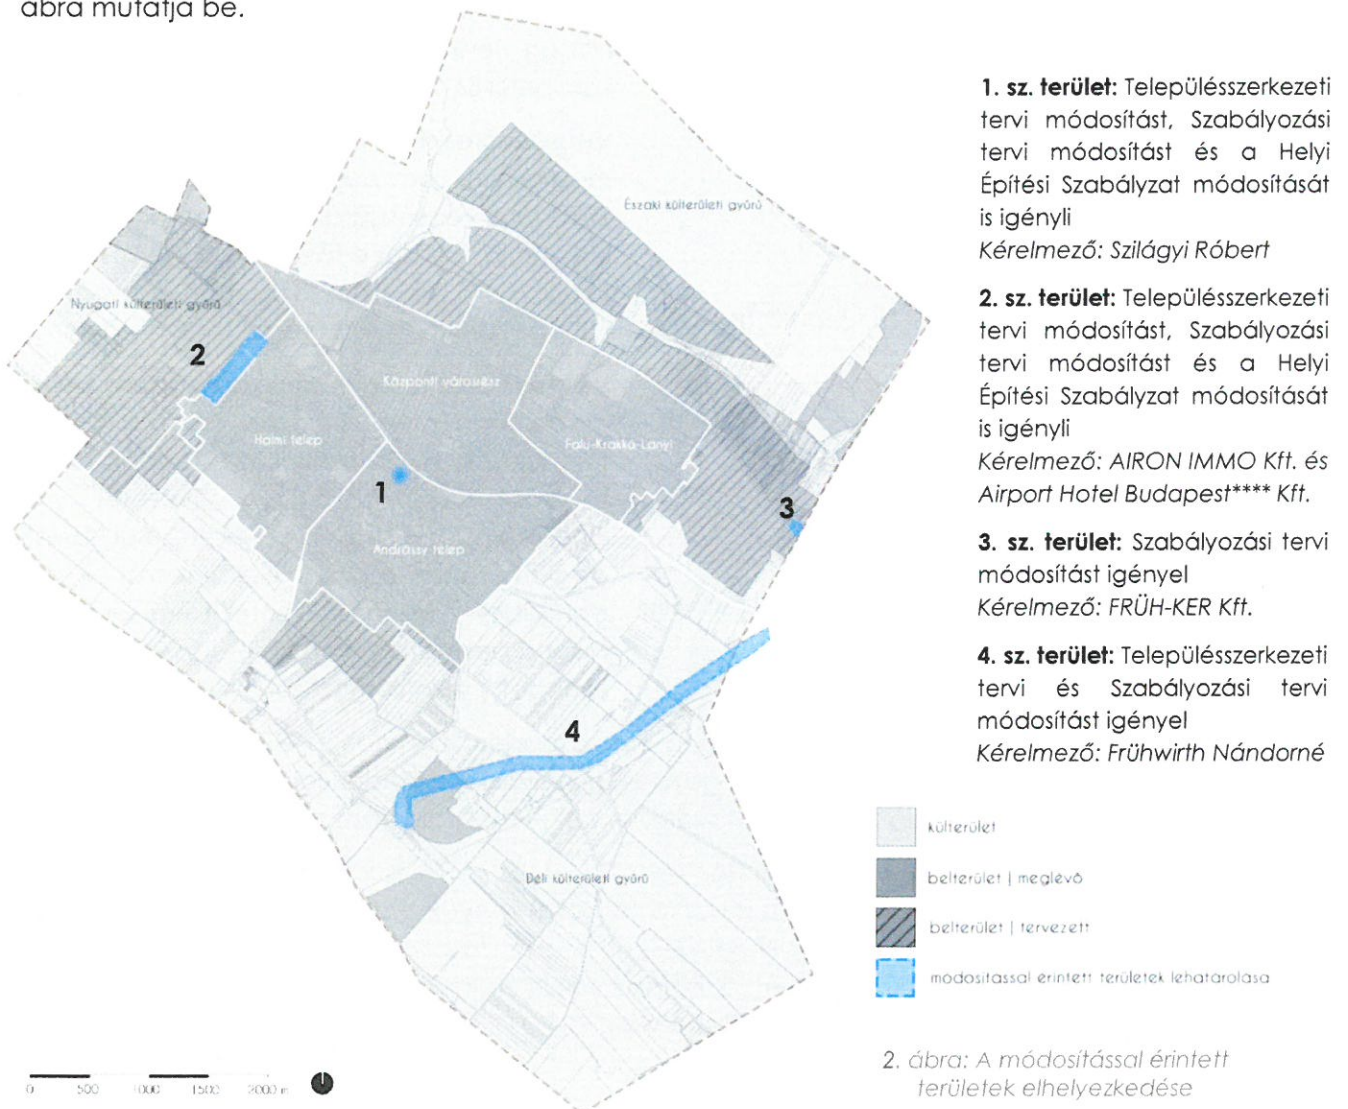 ábra mutatja be.
1. sz. terület: Településszerkezeti
tervi módosítást, Szabályozási
tervi módosítást és a Helyi
Építési Szabályzat módosítását
is igényli
Kérelmező: Szilágyi Róbert
2. sz. terület: Településszerkezeti
tervi módosítást, Szabályozási
tervi módosítást és a Helyi
Építési Szabályzat módosítását
is igényli
Kérelmező: AIRON IMMO Kft. és
Airport Hotel Budapest**** Kft.
3. sz. terület: Szabályozási tervi
módosítást igényel
Kérelmező: FRÜH-KER Kft.
4. sz. terület: Településszerkezeti
tervi és Szabályozási tervi
módosítást igényel
Kérelmező: Frühwirth Nándorné
Északi külterületi gyűrű
Nyugati külterületi gyűrű
2
Központi városrész
Halmi telep
Falu-Krakkó-Lányi
1
3
Andrássy telep
4
Déli külterületi gyűrű
külterület
belterület | meglévő
belterület | tervezett
módosítással érintett területek lehatárolása
0 500 1000 1500 2000 m
2. ábra: A módosítással érintett
területek elhelyezkedése